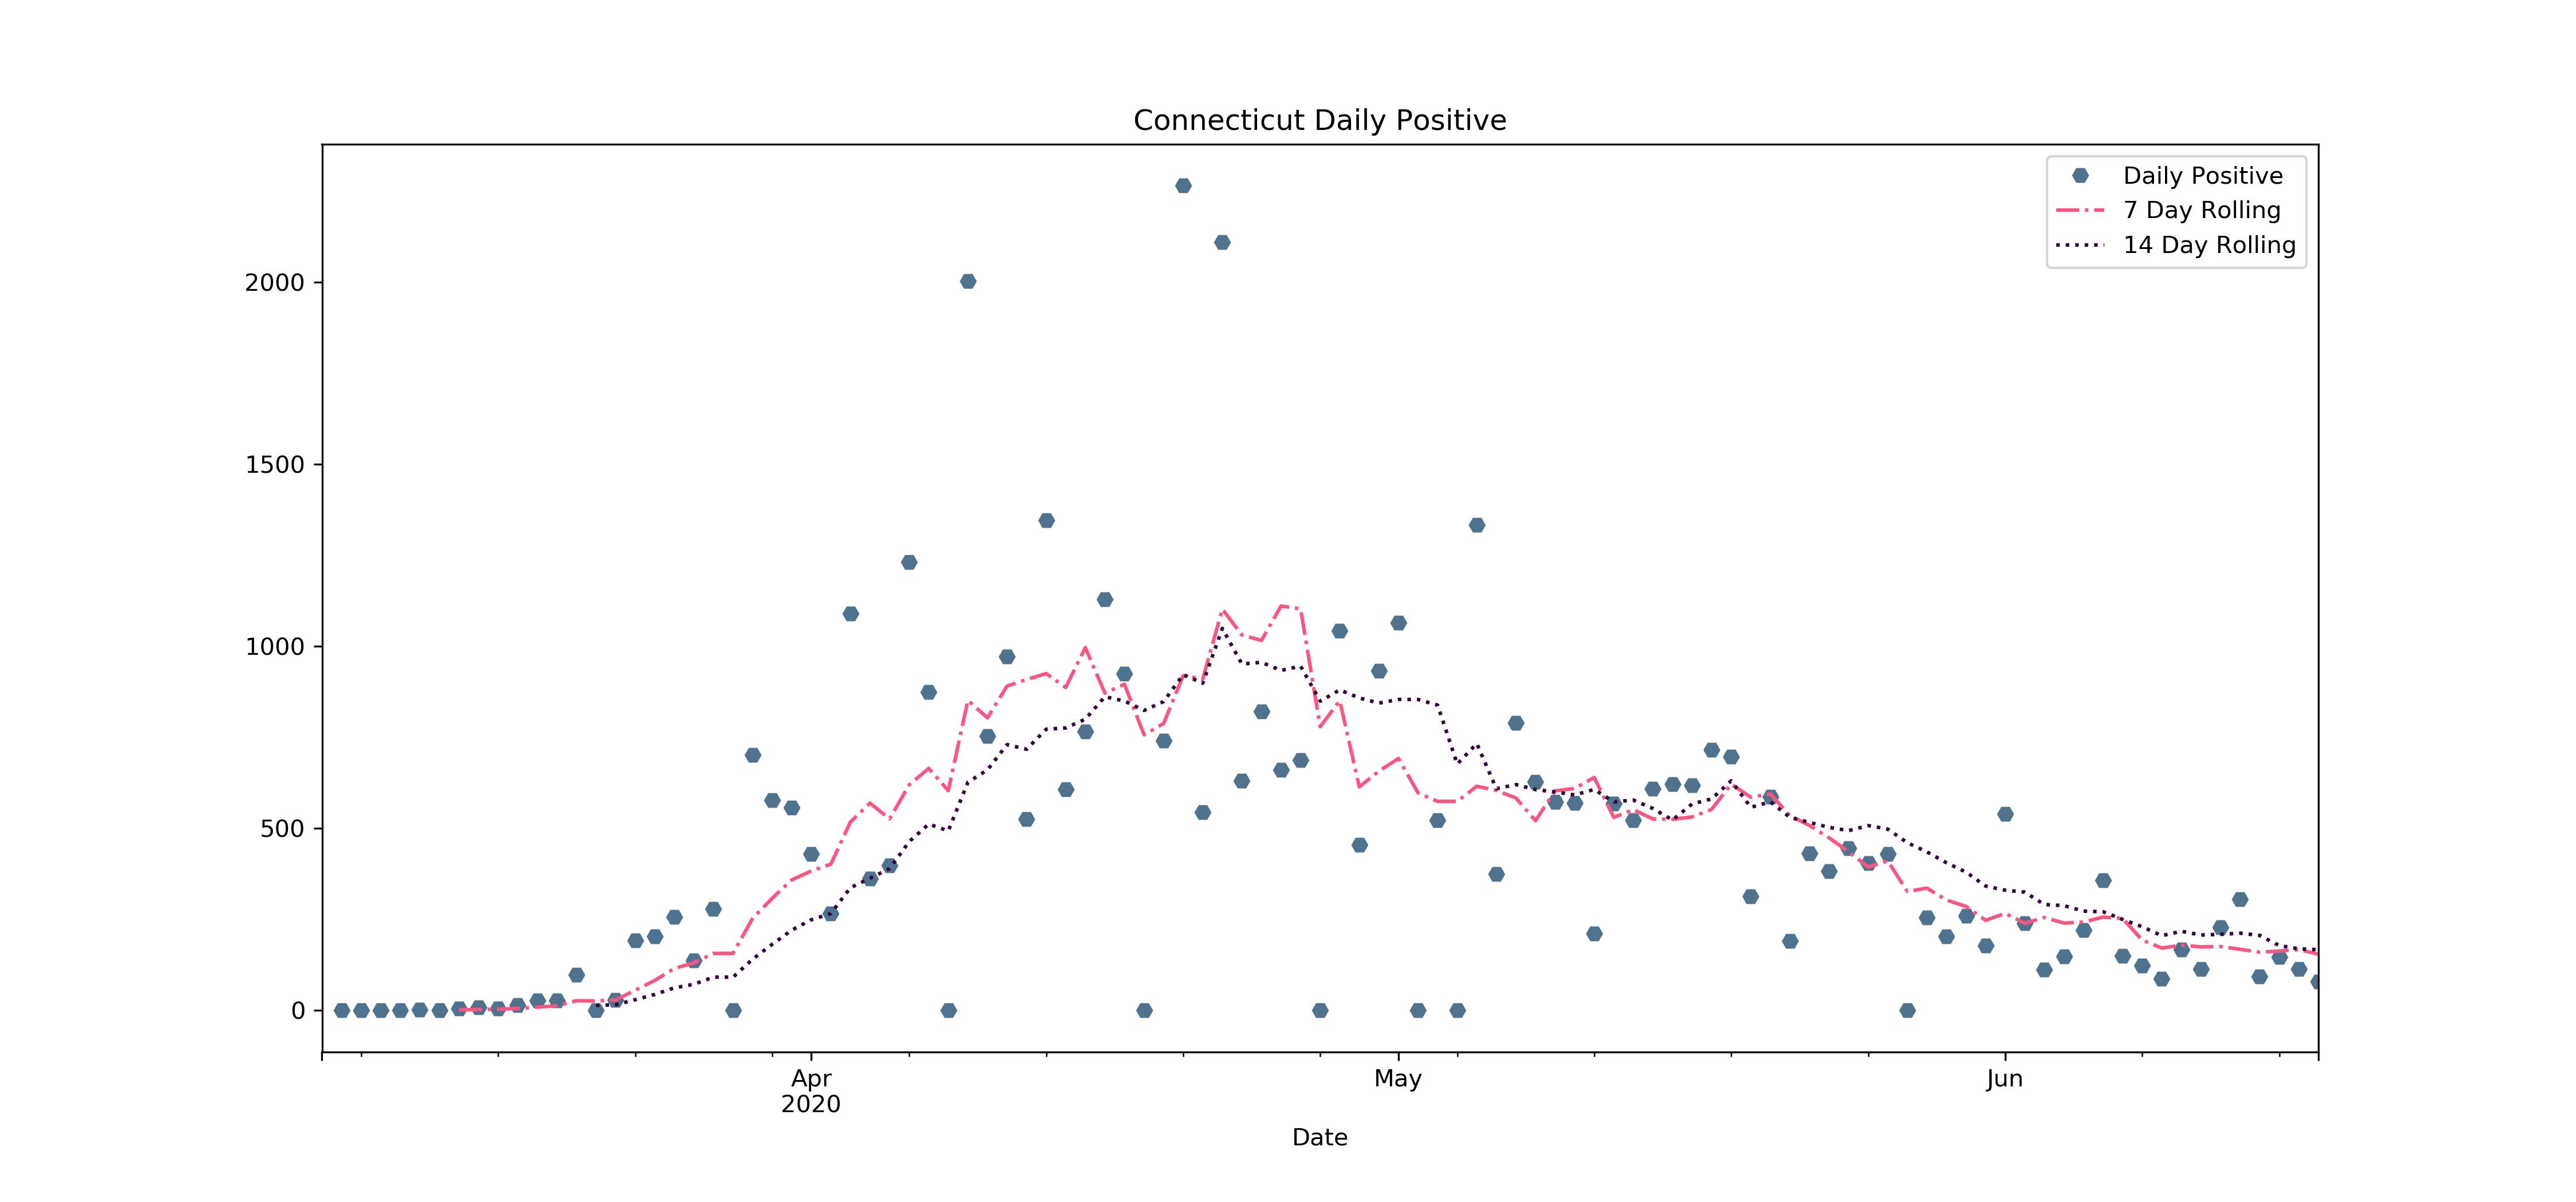 Connecticut Daily Positive
Daily Positive
7 Day Rolling
14 Day Rolling
2000
1500
1000
500
0
Apr
2020
May
Jun
Date